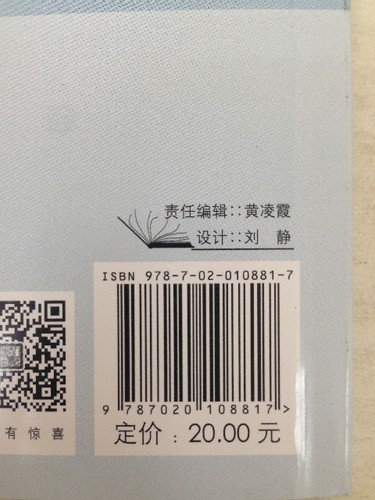 责任编辑::黄凌霞
设计::刘 静
ISBN 978-7-02-010881-7
9 787020 108817>
定价：20.00 元
有惊喜